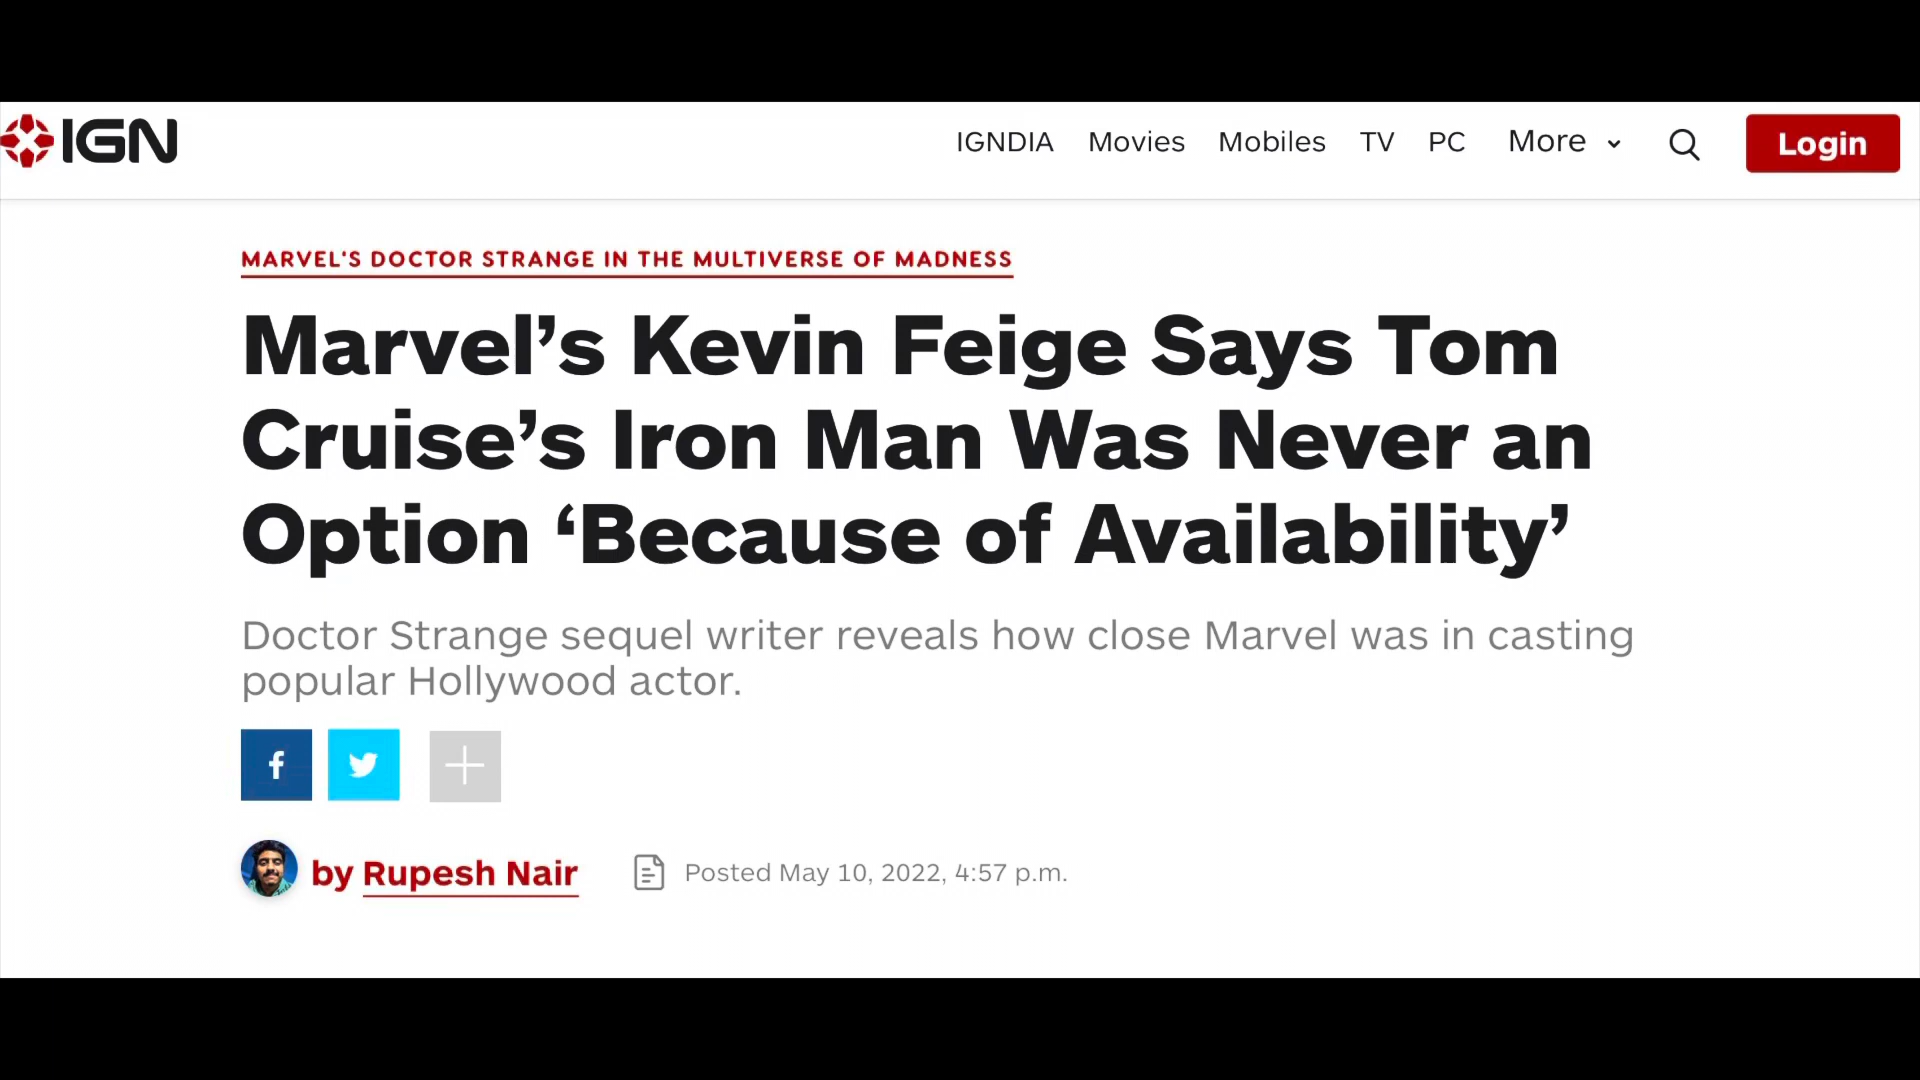 IGN
IGNDIA Movies Mobiles TV PC More Login
MARVEL'S DOCTOR STRANGE IN THE MULTIVERSE OF MADNESS
Marvel’s Kevin Feige Says Tom
Cruise’s Iron Man Was Never an
Option ‘Because of Availability’
Doctor Strange sequel writer reveals how close Marvel was in casting
popular Hollywood actor.
by Rupesh Nair Posted May 10, 2022, 4:57 p.m.